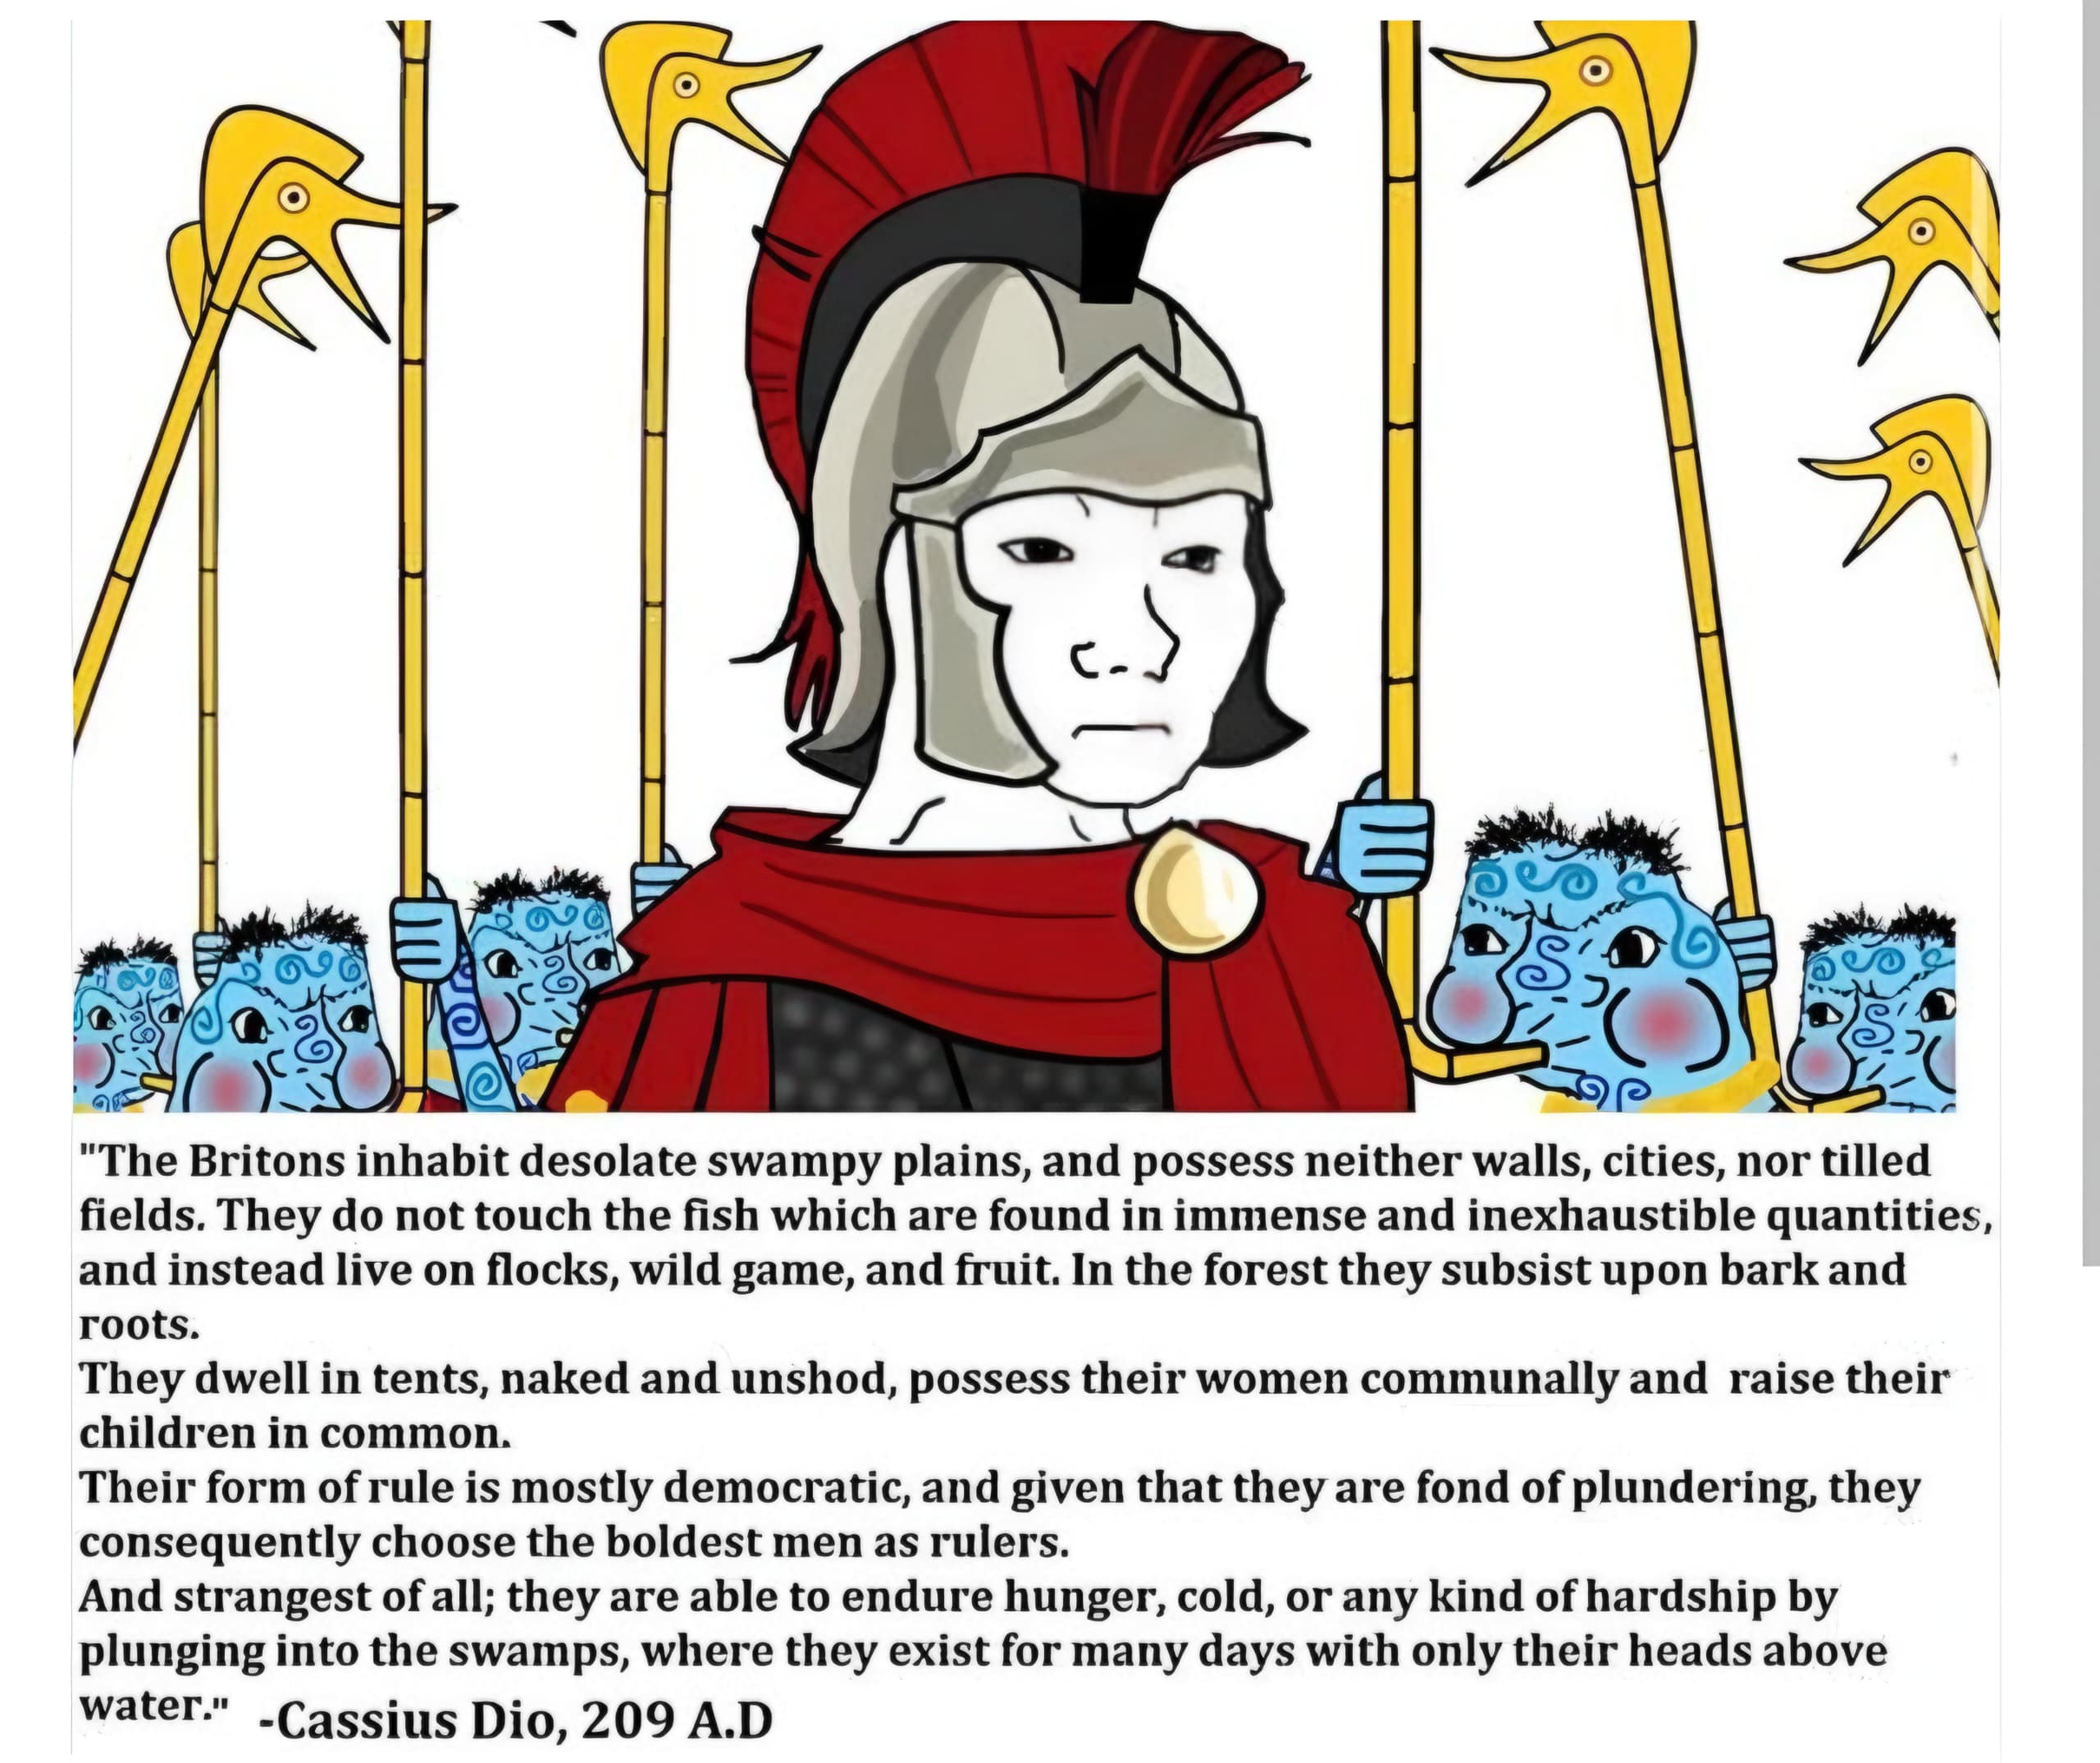 "The Britons inhabit desolate swampy plains, and possess neither walls, cities, nor tilled
fields. They do not touch the fish which are found in immense and inexhaustible quantities,
and instead live on flocks, wild game, and fruit. In the forest they subsist upon bark and
roots.
They dwell in tents, naked and unshod, possess their women communally and raise their
children in common.
Their form of rule is mostly democratic, and given that they are fond of plundering, they
consequently choose the boldest men as rulers.
And strangest of all; they are able to endure hunger, cold, or any kind of hardship by
plunging into the swamps, where they exist for many days with only their heads above
water." -Cassius Dio, 209 A.D